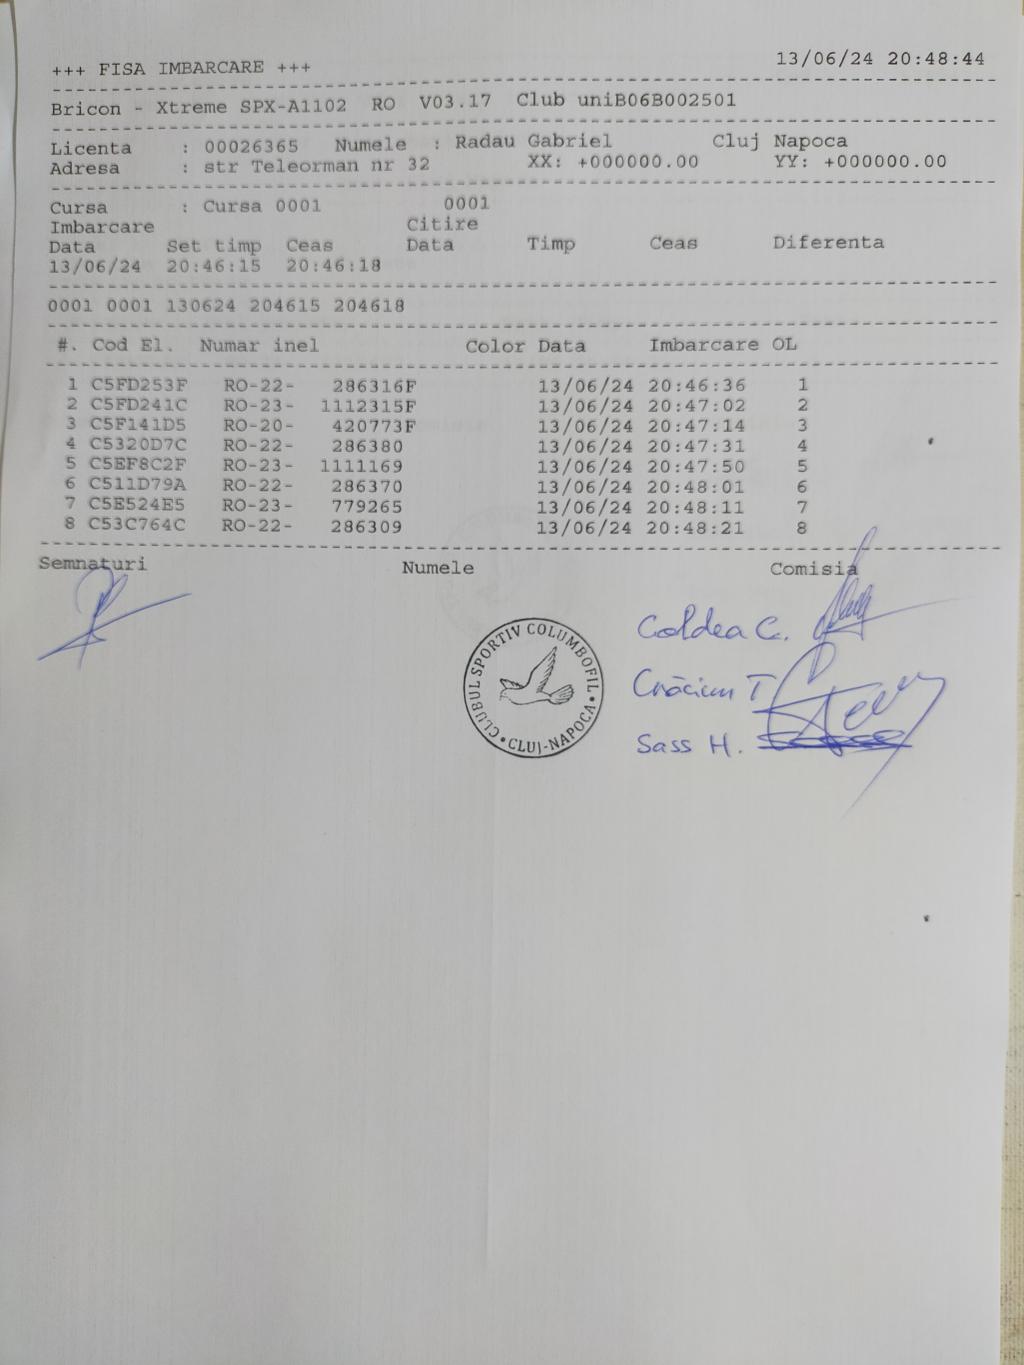 +++ FISA IMBARCARE +++ 13/06/24 20:48:44
Bricon - Xtreme SPX-A1102 RO V03.17 Club uniB06B002501
Licenta : 00026365 Numele : Radau Gabriel Cluj Napoca
Adresa : str Teleorman nr 32 XX: +000000.00 YY: +000000.00
Cursa : Cursa 0001 0001
Imbarcare Citire
Data Set timp Ceas Data Timp Ceas Diferenta
13/06/24 20:46:15 20:46:18
0001 0001 130624 204615 204618
#. Cod El. Numar inel Color Data Imbarcare OL
1 C5FD253F RO-22- 286316F 13/06/24 20:46:36 1
2 C5FD241C RO-23- 1112315F 13/06/24 20:47:02 2
3 C5F141D5 RO-20- 420773F 13/06/24 20:47:14 3
4 C5320D7C RO-22- 286380 13/06/24 20:47:31 4
5 C5EF8C2F RO-23- 1111169 13/06/24 20:47:50 5
6 C511D79A RO-22- 286370 13/06/24 20:48:01 6
7 C5E524E5 RO-23- 779265 13/06/24 20:48:11 7
8 C53C764C RO-22- 286309 13/06/24 20:48:21 8
Semnaturi Numele Comisia
Coldea C.
Crăciun T
Sass H.
CLUBUL SPORTIV COLUMBOFIL
• CLUJ-NAPOCA •